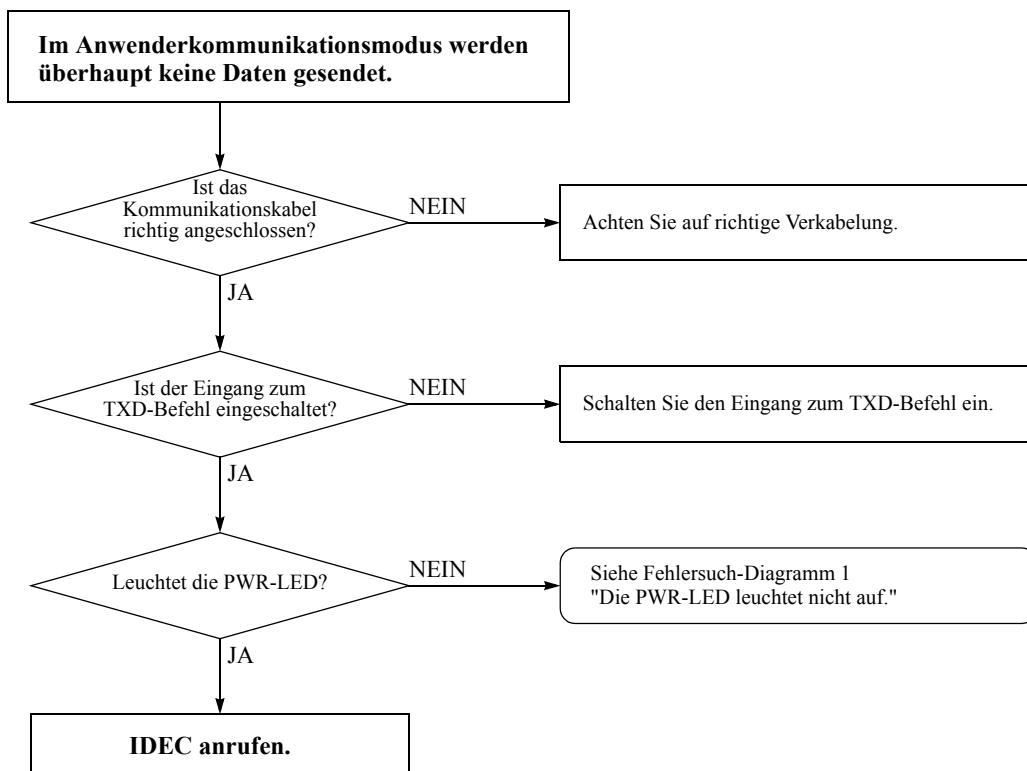 Im Anwenderkommunikationsmodus werden
überhaupt keine Daten gesendet.
Ist das
Kommunikationskabel
richtig angeschlossen?
NEIN
Achten Sie auf richtige Verkabelung.
JA
Ist der Eingang zum
TXD-Befehl eingeschaltet?
NEIN
Schalten Sie den Eingang zum TXD-Befehl ein.
JA
Leuchtet die PWR-LED?
NEIN
Siehe Fehlersuch-Diagramm 1
"Die PWR-LED leuchtet nicht auf."
JA
IDEC anrufen.